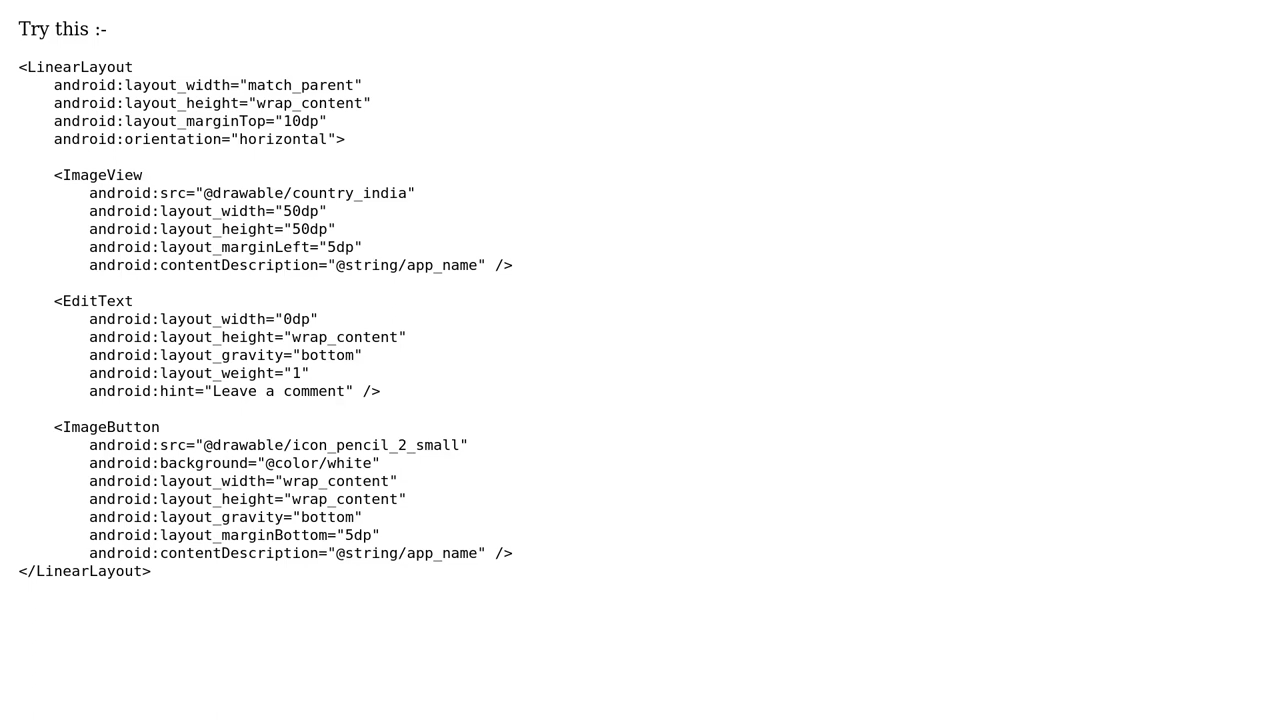 Try this :-
<LinearLayout
    android:layout_width="match_parent"
    android:layout_height="wrap_content"
    android:layout_marginTop="10dp"
    android:orientation="horizontal">

    <ImageView
        android:src="@drawable/country_india"
        android:layout_width="50dp"
        android:layout_height="50dp"
        android:layout_marginLeft="5dp"
        android:contentDescription="@string/app_name" />

    <EditText
        android:layout_width="0dp"
        android:layout_height="wrap_content"
        android:layout_gravity="bottom"
        android:layout_weight="1"
        android:hint="Leave a comment" />

    <ImageButton
        android:src="@drawable/icon_pencil_2_small"
        android:background="@color/white"
        android:layout_width="wrap_content"
        android:layout_height="wrap_content"
        android:layout_gravity="bottom"
        android:layout_marginBottom="5dp"
        android:contentDescription="@string/app_name" />
</LinearLayout>